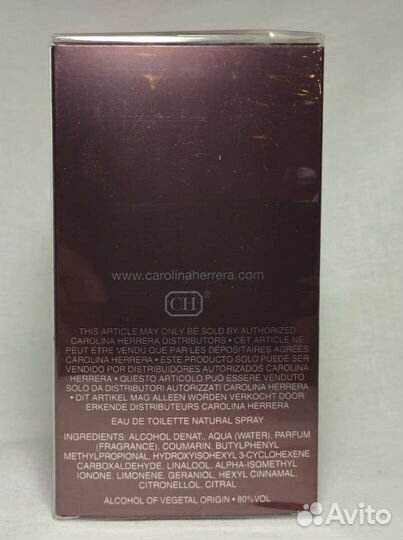 www.carolinaherrera.com
CH®
THIS ARTICLE MAY ONLY BE SOLD BY AUTHORIZED
CAROLINA HERRERA DISTRIBUTORS • CET ARTICLE NE
PEUT ÊTRE VENDU QUE PAR LES DÉPOSITAIRES AGRÉÉS
CAROLINA HERRERA • ESTE PRODUCTO SOLO PUEDE SER
VENDIDO POR DISTRIBUIDORES AUTORIZADOS CAROLINA
HERRERA • QUESTO ARTICOLO PUO ESSERE VENDUTO
SOLO DA DISTRIBUTORI AUTORIZZATI CAROLINA HERRERA
• DIT ARTIKEL MAG ALLEEN WORDEN VERKOCHT DOOR
ERKENDE DISTRIBUTEURS CAROLINA HERRERA
EAU DE TOILETTE NATURAL SPRAY
INGREDIENTS: ALCOHOL DENAT., AQUA (WATER), PARFUM
(FRAGRANCE), COUMARIN, BUTYLPHENYL
METHYLPROPIONAL, HYDROXYISOHEXYL 3-CYCLOHEXENE
CARBOXALDEHYDE, LINALOOL, ALPHA-ISOMETHYL
IONONE, LIMONENE, GERANIOL, HEXYL CINNAMAL,
CITRONELLOL, CITRAL
ALCOHOL OF VEGETAL ORIGIN • 80%VOL
Avito